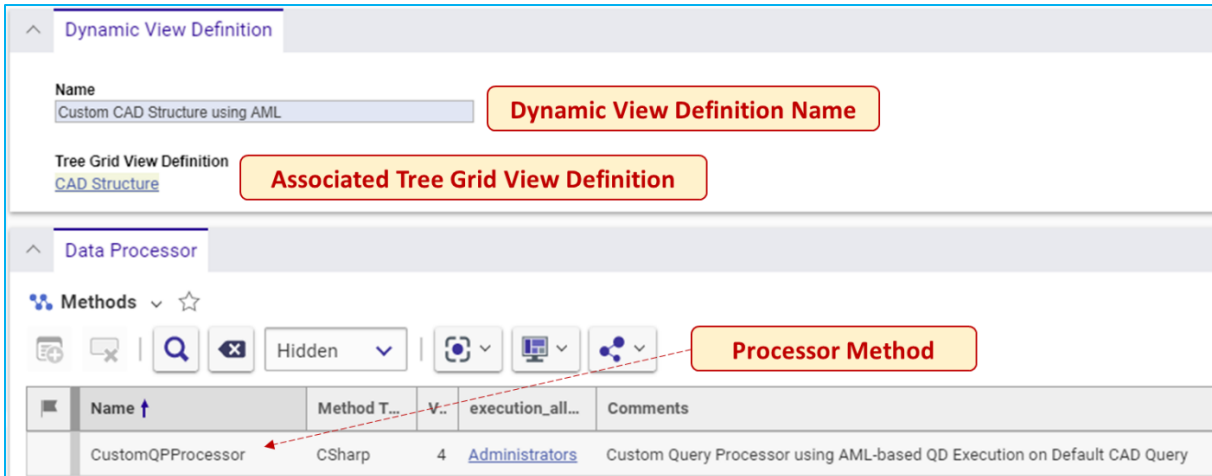 Dynamic View Definition
Name
Custom CAD Structure using AML
Dynamic View Definition Name
Tree Grid View Definition
CAD Structure
Associated Tree Grid View Definition
Data Processor
Methods
Hidden
Processor Method
Name Method T... V.. execution_all... Comments
CustomQPProcessor CSharp 4 Administrators Custom Query Processor using AML-based QD Execution on Default CAD Query